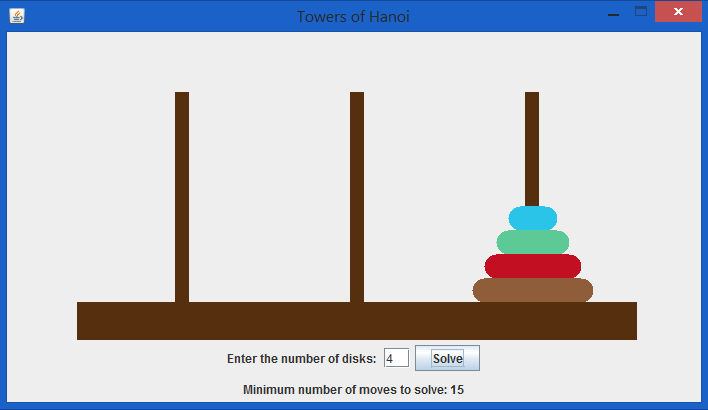 Towers of Hanoi
Enter the number of disks: 4 Solve
Minimum number of moves to solve: 15